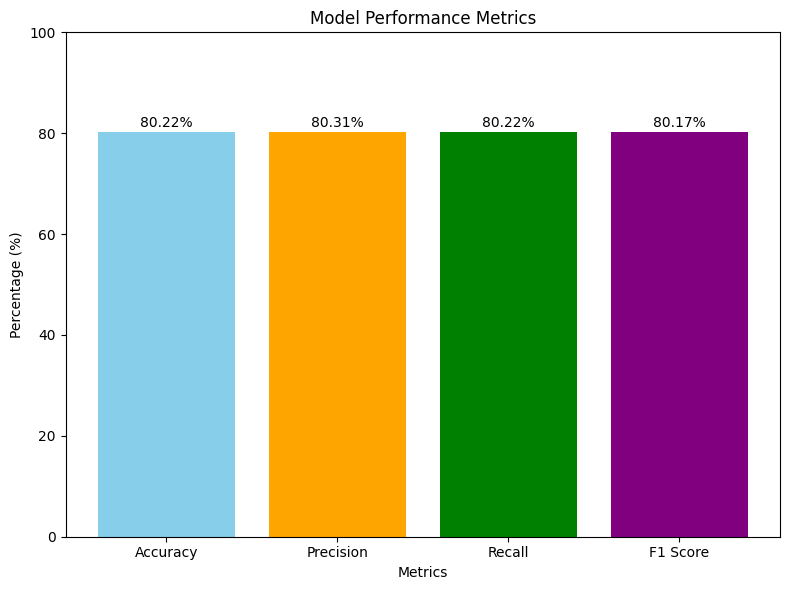 Model Performance Metrics
100
80
60
40
20
0
Percentage (%)
80.22%
80.31%
80.22%
80.17%
Accuracy
Precision
Recall
F1 Score
Metrics